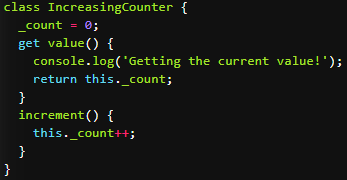 class IncreasingCounter {
  _count = 0;
  get value() {
    console.log('Getting the current value!');
    return this._count;
  }
  increment() {
    this._count++;
  }
}